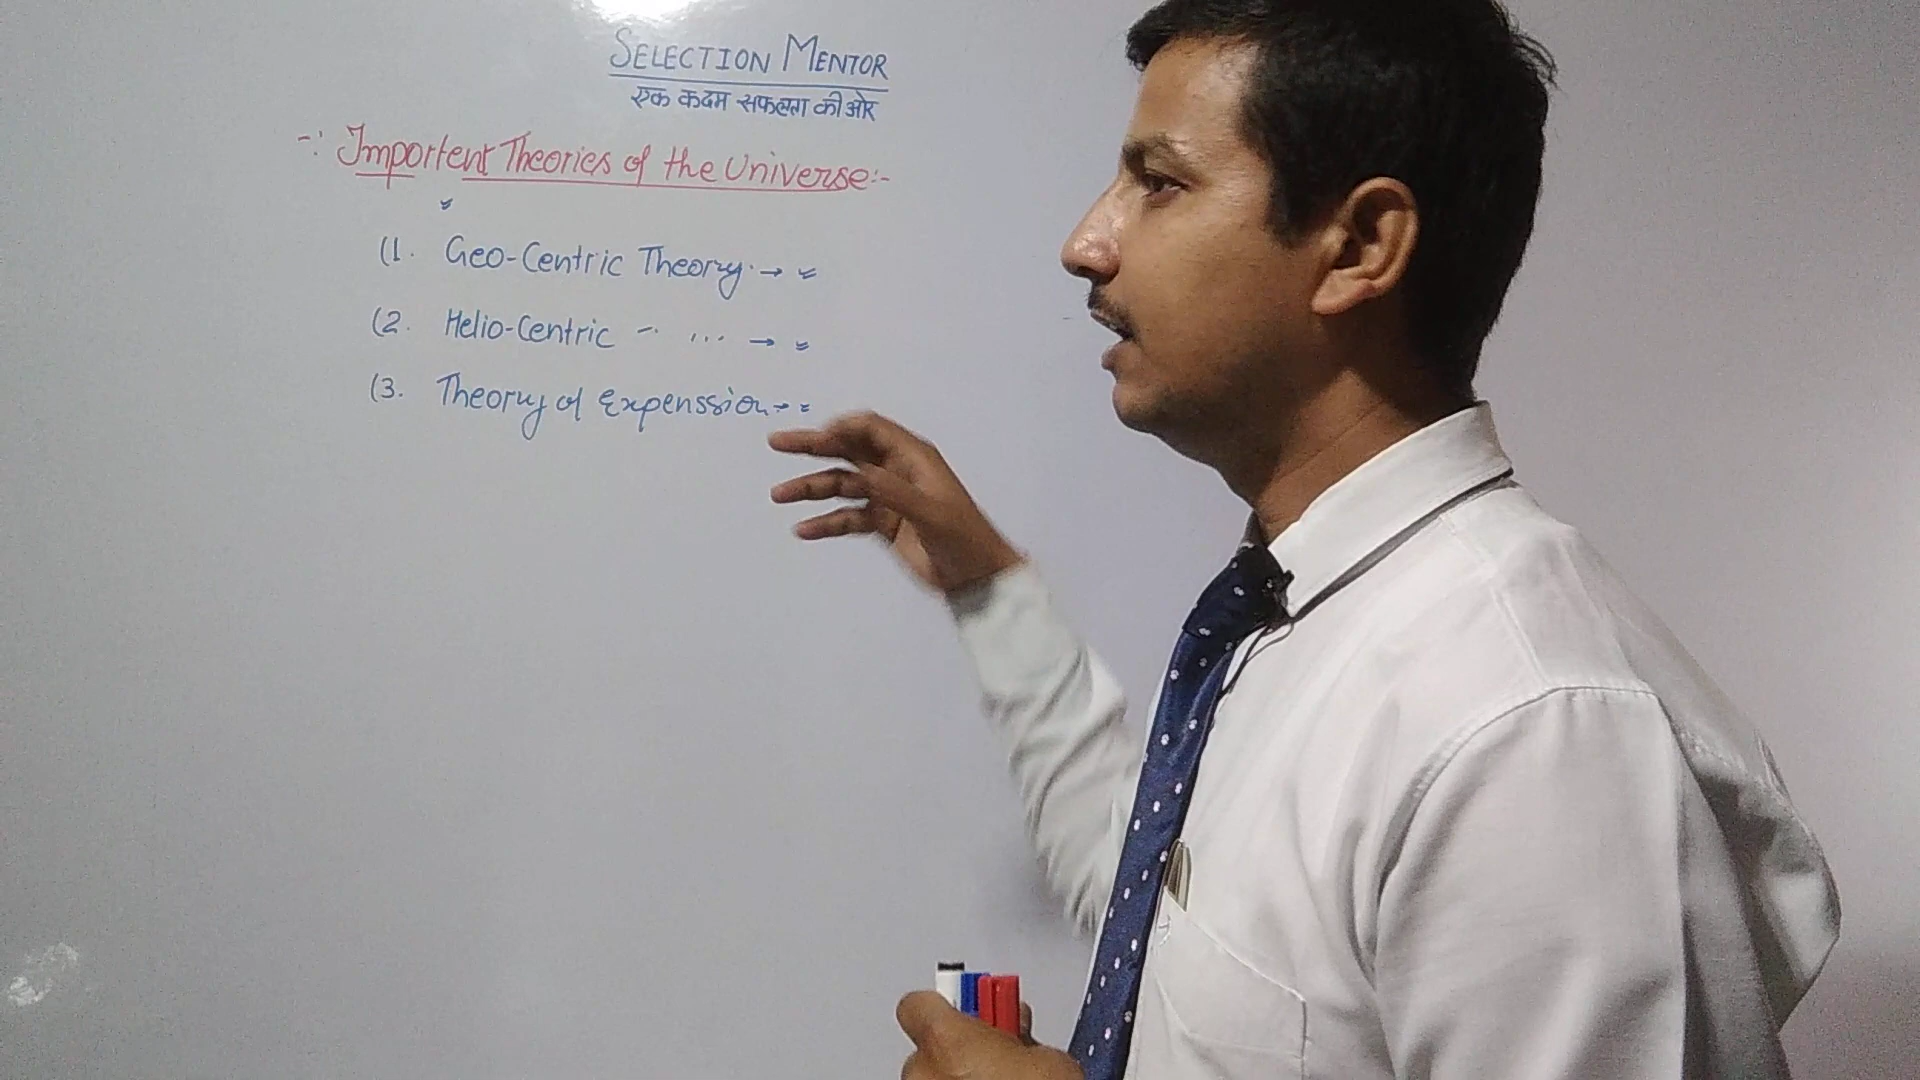 SELECTION MENTOR
एक कदम सफलता की ओर
-: Importent Theories of the Universe:-
(1. Geo-Centric Theory. → "
(2. Helio-Centric - ... → "
(3. Theory of Expenssion → "